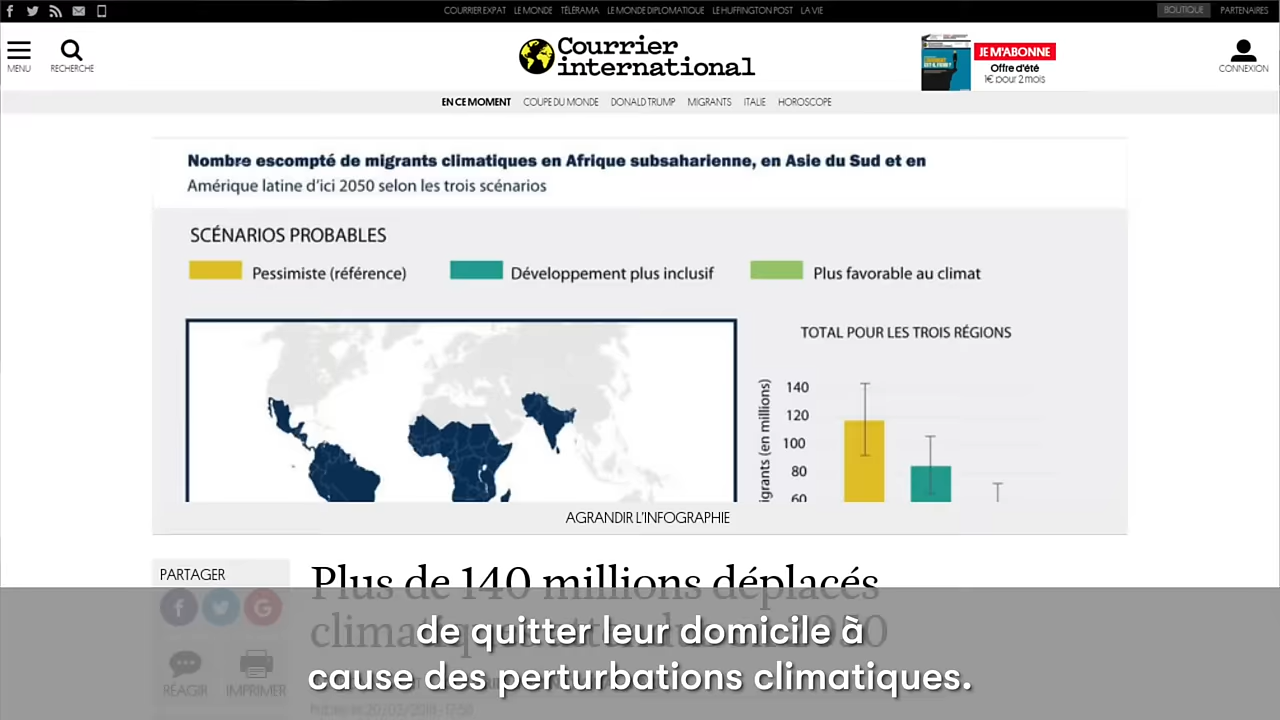 COURRIER EXPAT LE MONDE TÉLÉRAMA LE MONDE DIPLOMATIQUE LE HUFFINGTON POST LA VIE
BOUTIQUE PARTENAIRES
MENU
RECHERCHE
Courrier
international
JE M'ABONNE
Offre d'été
1€ pour 2 mois
CONNEXION
EN CE MOMENT COUPE DU MONDE DONALD TRUMP MIGRANTS ITALIE HOROSCOPE
Nombre escompté de migrants climatiques en Afrique subsaharienne, en Asie du Sud et en
Amérique latine d'ici 2050 selon les trois scénarios
SCÉNARIOS PROBABLES
Pessimiste (référence) Développement plus inclusif Plus favorable au climat
TOTAL POUR LES TROIS RÉGIONS
(en millions)
140
120
100
80
60
AGRANDIR L'INFOGRAPHIE
PARTAGER
Plus de 140 millions déplacés
de quitter leur domicile à
cause des perturbations climatiques.
RÉAGIR IMPRIMER